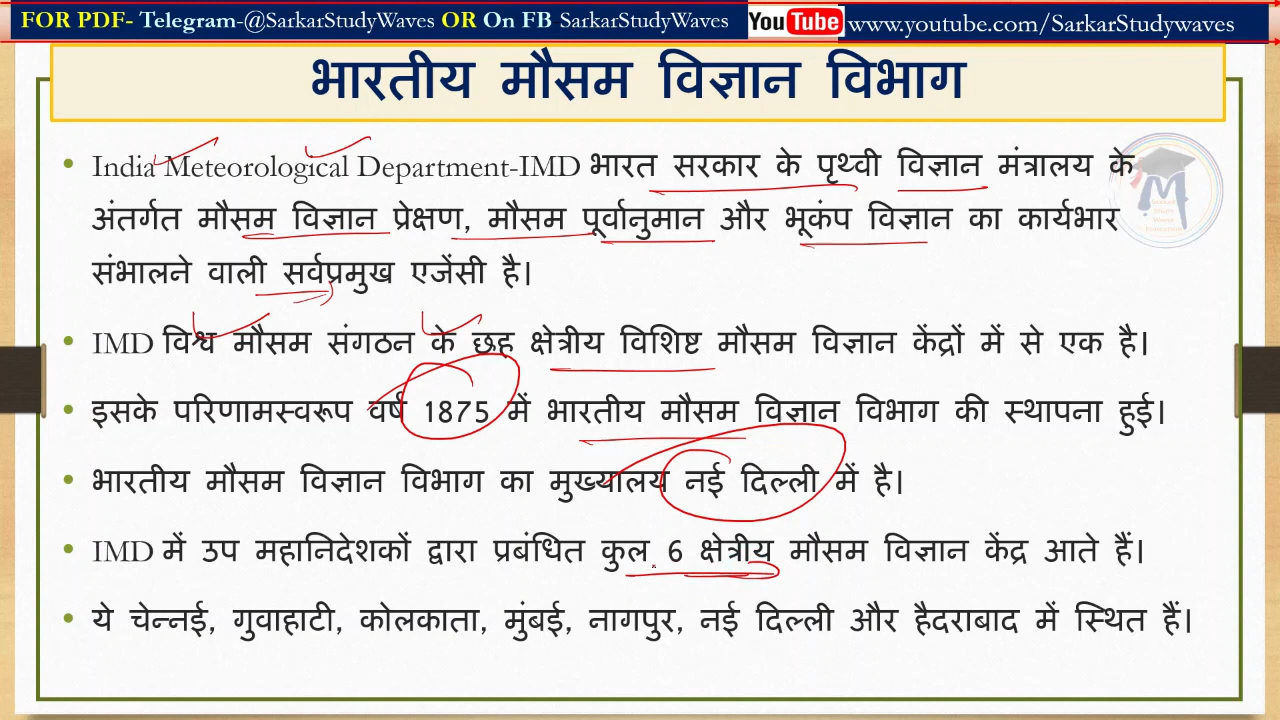 FOR PDF- Telegram-@SarkarStudyWaves OR On FB-SarkarStudyWaves YouTube www.youtube.com/SarkarStudywaves
भारतीय मौसम विज्ञान विभाग
• India Meteorological Department-IMD भारत सरकार के पृथ्वी विज्ञान मंत्रालय के
अंतर्गत मौसम विज्ञान प्रेक्षण, मौसम पूर्वानुमान और भूकंप विज्ञान का कार्यभार
संभालने वाली सर्वप्रमुख एजेंसी है।
• IMD विश्व मौसम संगठन के छह क्षेत्रीय विशिष्ट मौसम विज्ञान केंद्रों में से एक है।
• इसके परिणामस्वरूप वर्ष 1875 में भारतीय मौसम विज्ञान विभाग की स्थापना हुई।
• भारतीय मौसम विज्ञान विभाग का मुख्यालय नई दिल्ली में है।
• IMD में उप महानिदेशकों द्वारा प्रबंधित कुल 6 क्षेत्रीय मौसम विज्ञान केंद्र आते हैं।
• ये चेन्नई, गुवाहाटी, कोलकाता, मुंबई, नागपुर, नई दिल्ली और हैदराबाद में स्थित हैं।